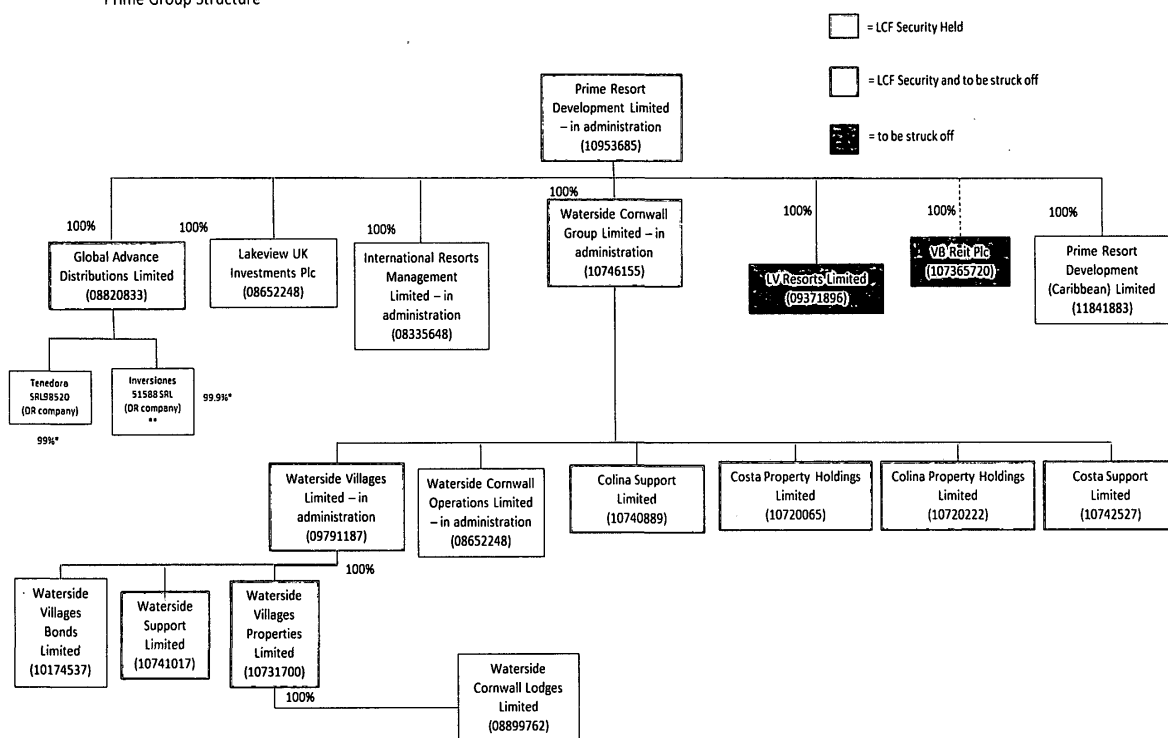 Prime Group Structure
= LCF Security Held
= LCF Security and to be struck off
= to be struck off
Prime Resort
Development Limited
– in administration
(10953685)
100%
Global Advance
Distributions Limited
(08820833)
100%
Lakeview UK
Investments Plc
(08652248)
100%
International Resorts
Management
Limited – in
administration
(08335648)
100%
Waterside Cornwall
Group Limited – in
administration
(10746155)
100%
LV Resorts Limited
(09371896)
100%
VB Reit Plc
(107365720)
100%
Prime Resort
Development
(Caribbean) Limited
(11841883)
Tenedora
SRL98520
(DR company)
99%*
Inversiones
51588 SRL
(DR company)
**
99.9%*
Waterside Villages
Limited – in
administration
(09791187)
Waterside Cornwall
Operations Limited
– in administration
(08652248)
Colina Support
Limited
(10740889)
Costa Property Holdings
Limited
(10720065)
Colina Property Holdings
Limited
(10720222)
Costa Support
Limited
(10742527)
100%
Waterside
Villages
Bonds
Limited
(10174537)
Waterside
Support
Limited
(10741017)
Waterside
Villages
Properties
Limited
(10731700)
100%
Waterside
Cornwall Lodges
Limited
(08899762)